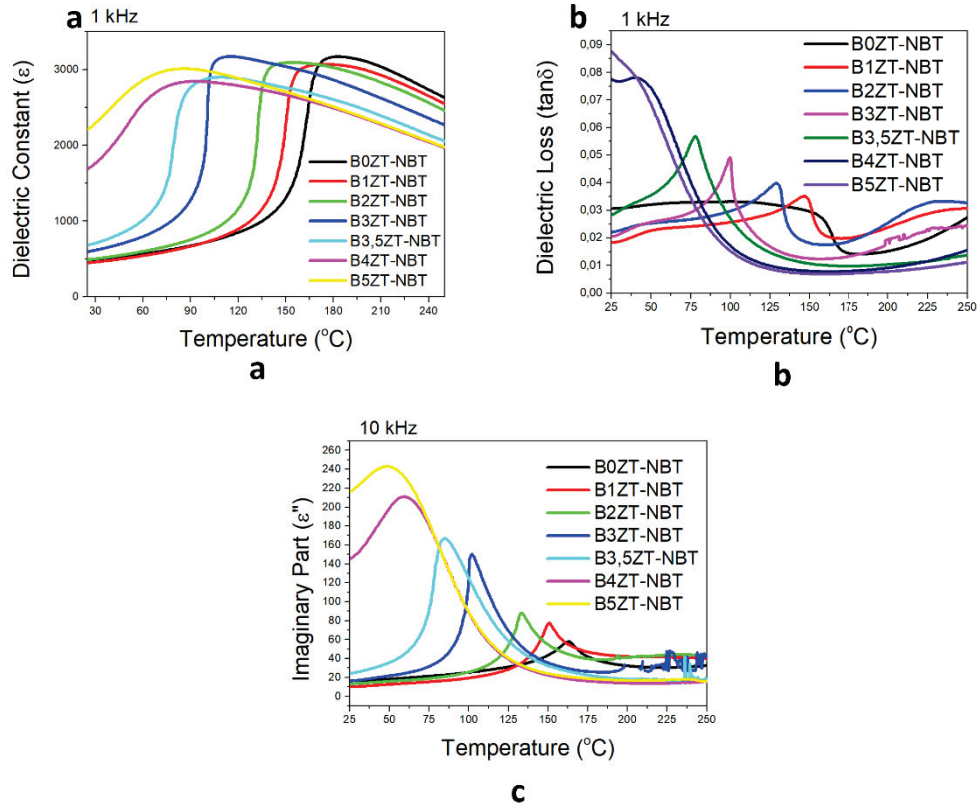 a
1 kHz
Dielectric Constant (ε)
3000
2000
1000
0
30 60 90 120 150 180 210 240
Temperature (°C)
B0ZT-NBT
B1ZT-NBT
B2ZT-NBT
B3ZT-NBT
B3,5ZT-NBT
B4ZT-NBT
B5ZT-NBT
a
b
1 kHz
Dielectric Loss (tanδ)
0,09
0,08
0,07
0,06
0,05
0,04
0,03
0,02
0,01
0,00
25 50 75 100 125 150 175 200 225 250
Temperature (°C)
B0ZT-NBT
B1ZT-NBT
B2ZT-NBT
B3ZT-NBT
B3,5ZT-NBT
B4ZT-NBT
B5ZT-NBT
b
10 kHz
Imaginary Part (ε")
260
240
220
200
180
160
140
120
100
80
60
40
20
0
25 50 75 100 125 150 175 200 225 250
Temperature (°C)
B0ZT-NBT
B1ZT-NBT
B2ZT-NBT
B3ZT-NBT
B3,5ZT-NBT
B4ZT-NBT
B5ZT-NBT
c